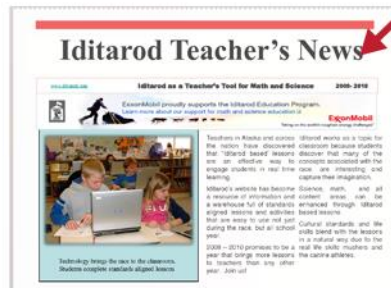 Iditarod Teacher's News
Iditarod as a Teacher's Tool for Math and Science 2009- 2010
ExxonMobil proudly supports the Iditarod Education Program.
Learn more about our support for math and science education
ExxonMobil
Taking on the world's toughest energy challenges
Teachers in Alaska and across
the nation have discovered
that "Iditarod based" lessons
are an effective way to
engage students in real time
learning.
Iditarod's website has become
a resource of information and
a warehouse full of standards
aligned lessons and activities
that are easy to use not just
during the race, but all school
year.
2009 – 2010 promises to be a
year that brings more lessons
to teachers than any other
year. Join us!
Iditarod works as a topic for
classroom because students
discover that many of the
concepts associated with the
race are interesting and
capture their imagination.
Science, math, and all
content areas can be
enhanced through Iditarod
based lessons.
Cultural standards and life
skills blend with the lessons
in a natural way due to the
real life skills mushers and
the canine athletes.
Technology brings the race to the classroom.
Students complete standards aligned lessons